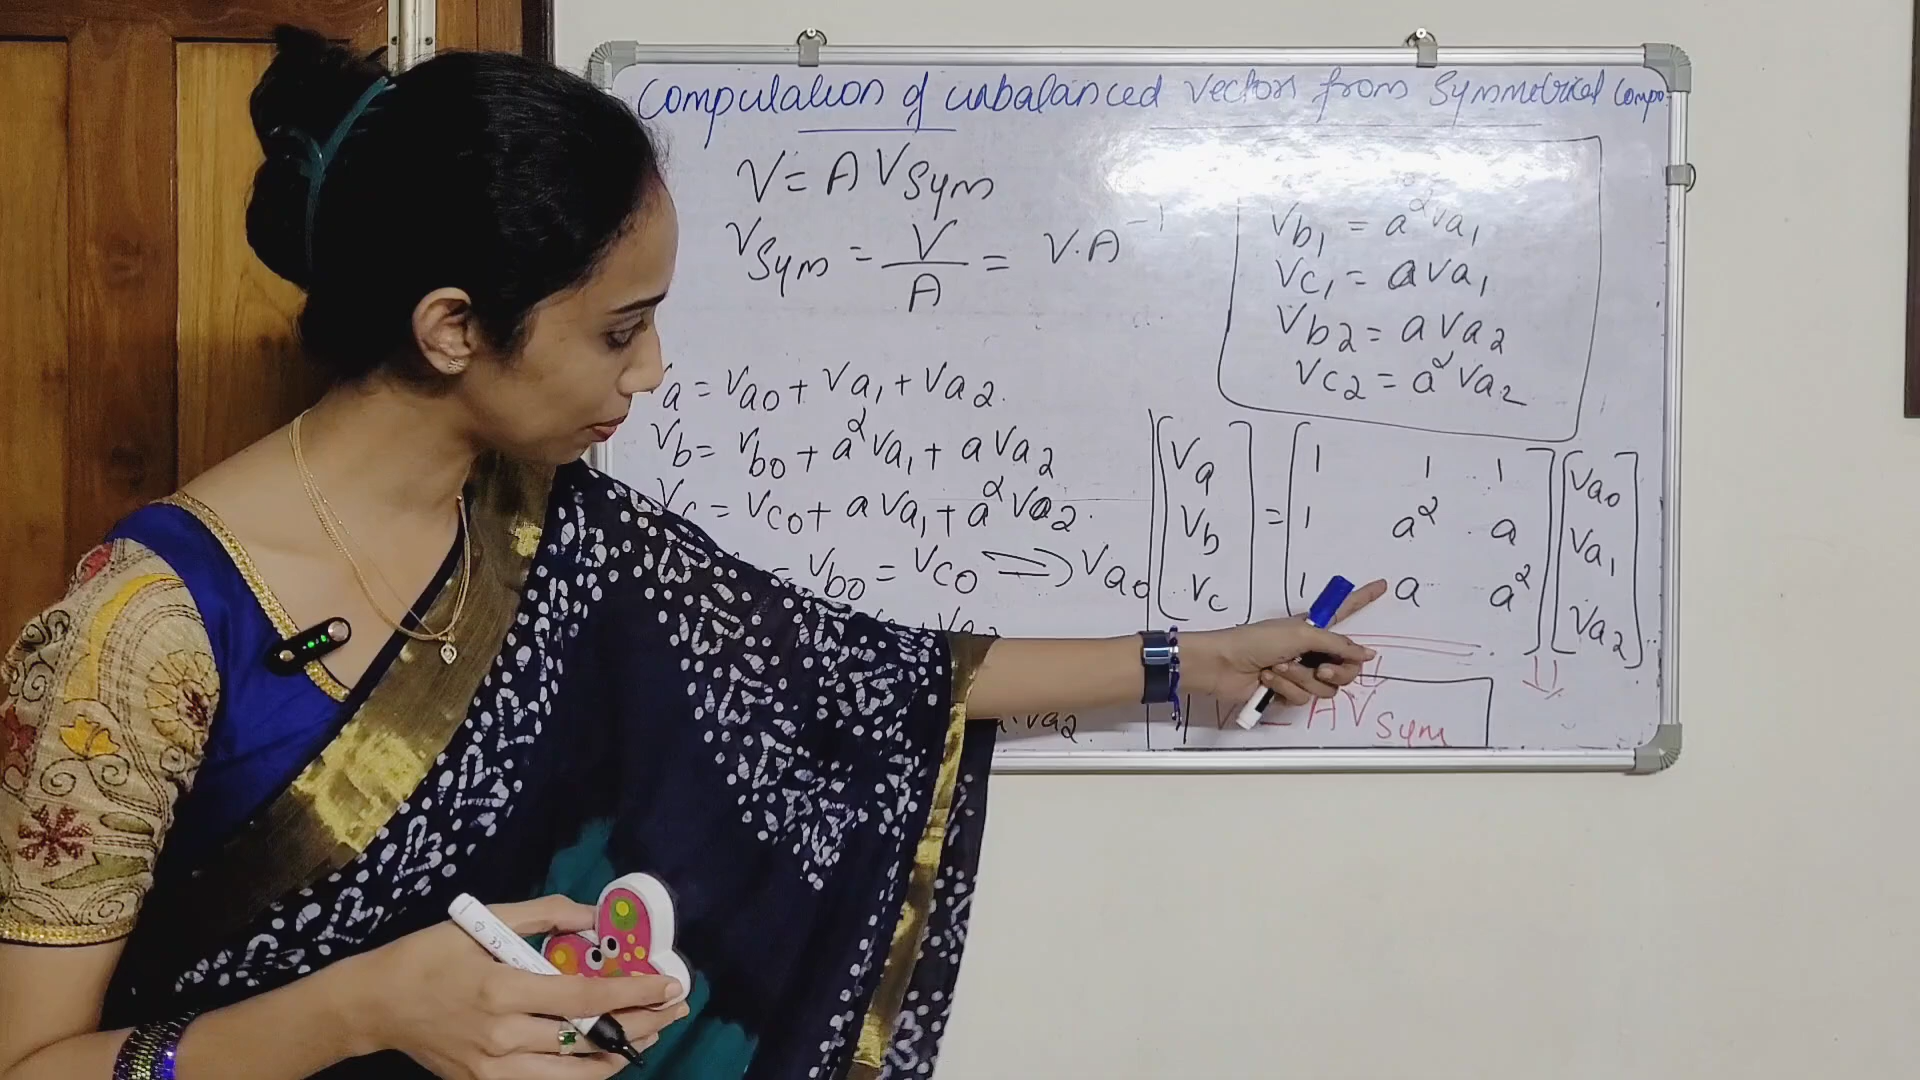 Computation of unbalanced vectors from Symmetrical Compo
V = A Vsym
Vsym = V/A = V.A⁻¹
Vb1 = a²Va1
Vc1 = aVa1
Vb2 = aVa2
Vc2 = a²Va2
a = Va0 + Va1 + Va2.
Vb = Vb0 + a²Va1 + aVa2
Vc = Vc0 + aVa1 + a²Va2.
= Vb0 = Vc0 ⇒ Va0
Va2.
[Va Vb Vc] = [1 1 1
1 a² a
1 a a²] [Va0 Va1 Va2]
V = AVsym